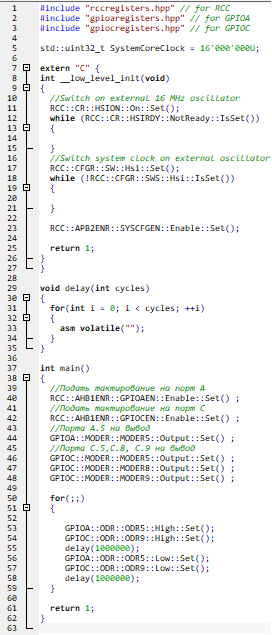 1 #include "rccregisters.hpp" // for RCC
2 #include "gpioaregisters.hpp" // for GPIOA
3 #include "gpiocregisters.hpp" // for GPIOC
4
5 std::uint32_t SystemCoreClock = 16'000'000U;
6
7 extern "C" {
8 int __low_level_init(void)
9 {
10 //Switch on external 16 MHz oscillator
11 RCC::CR::HSION::On::Set();
12 while (RCC::CR::HSIRDY::NotReady::IsSet())
13 {
14
15 }
16 //Switch system clock on external oscillator
17 RCC::CFGR::SW::Hsi::Set();
18 while (!RCC::CFGR::SWS::Hsi::IsSet())
19 {
20
21 }
22
23 RCC::APB2ENR::SYSCFGEN::Enable::Set();
24
25 return 1;
26 }
27 }
28
29 void delay(int cycles)
30 {
31 for(int i = 0; i < cycles; ++i)
32 {
33 asm volatile("");
34 }
35 }
36
37 int main()
38 {
39 //Подать тактирование на порт А
40 RCC::AHB1ENR::GPIOAEN::Enable::Set() ;
41 //Подать тактирование на порт С
42 RCC::AHB1ENR::GPIOCEN::Enable::Set() ;
43 //Порта A.5 на вывод
44 GPIOA::MODER::MODER5::Output::Set() ;
45 //Порта C.5,C.8, C.9 на вывод
46 GPIOC::MODER::MODER5::Output::Set() ;
47 GPIOC::MODER::MODER8::Output::Set() ;
48 GPIOC::MODER::MODER9::Output::Set() ;
49
50 for(;;)
51 {
52
53 GPIOA::ODR::ODR5::High::Set();
54 GPIOC::ODR::ODR9::High::Set();
55 delay(1000000);
56 GPIOA::ODR::ODR5::Low::Set();
57 GPIOC::ODR::ODR9::Low::Set();
58 delay(1000000);
59 }
60
61 return 1;
62 }
63